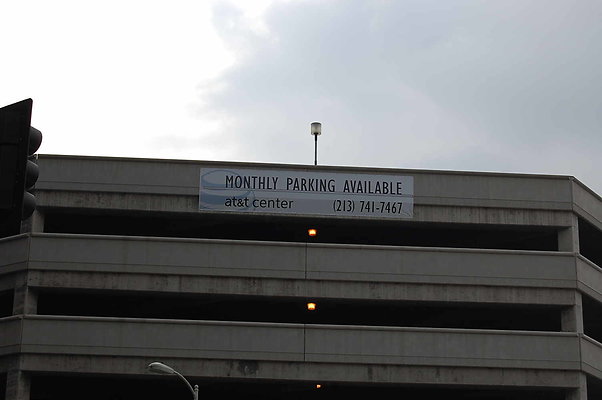 MONTHLY PARKING AVAILABLE
at&t center (213) 741-7467